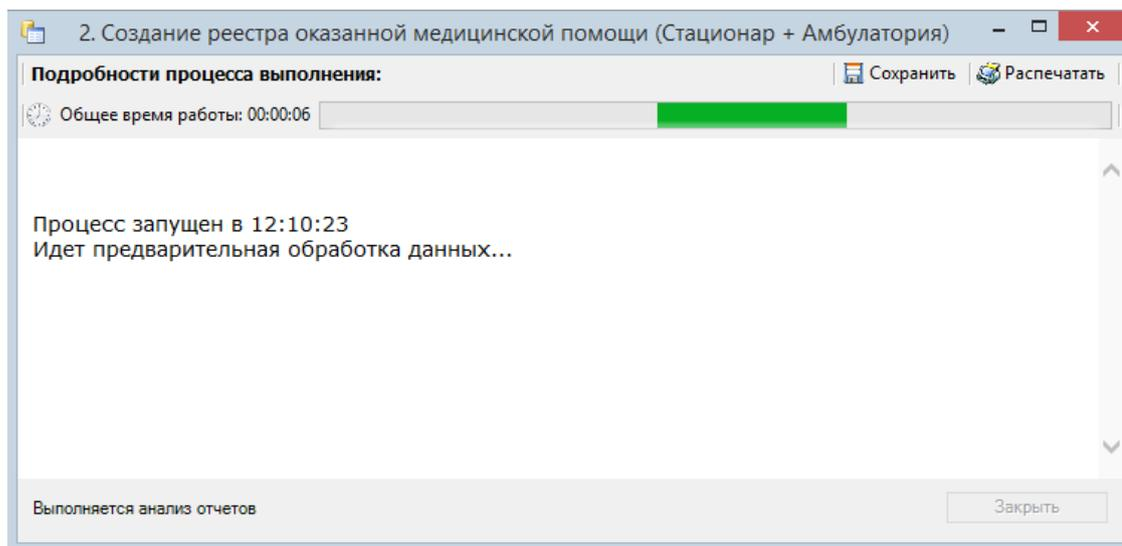 2. Создание реестра оказанной медицинской помощи (Стационар + Амбулатория)
Подробности процесса выполнения:
Сохранить
Распечатать
Общее время работы: 00:00:06
Процесс запущен в 12:10:23
Идет предварительная обработка данных...
Выполняется анализ отчетов
Закрыть